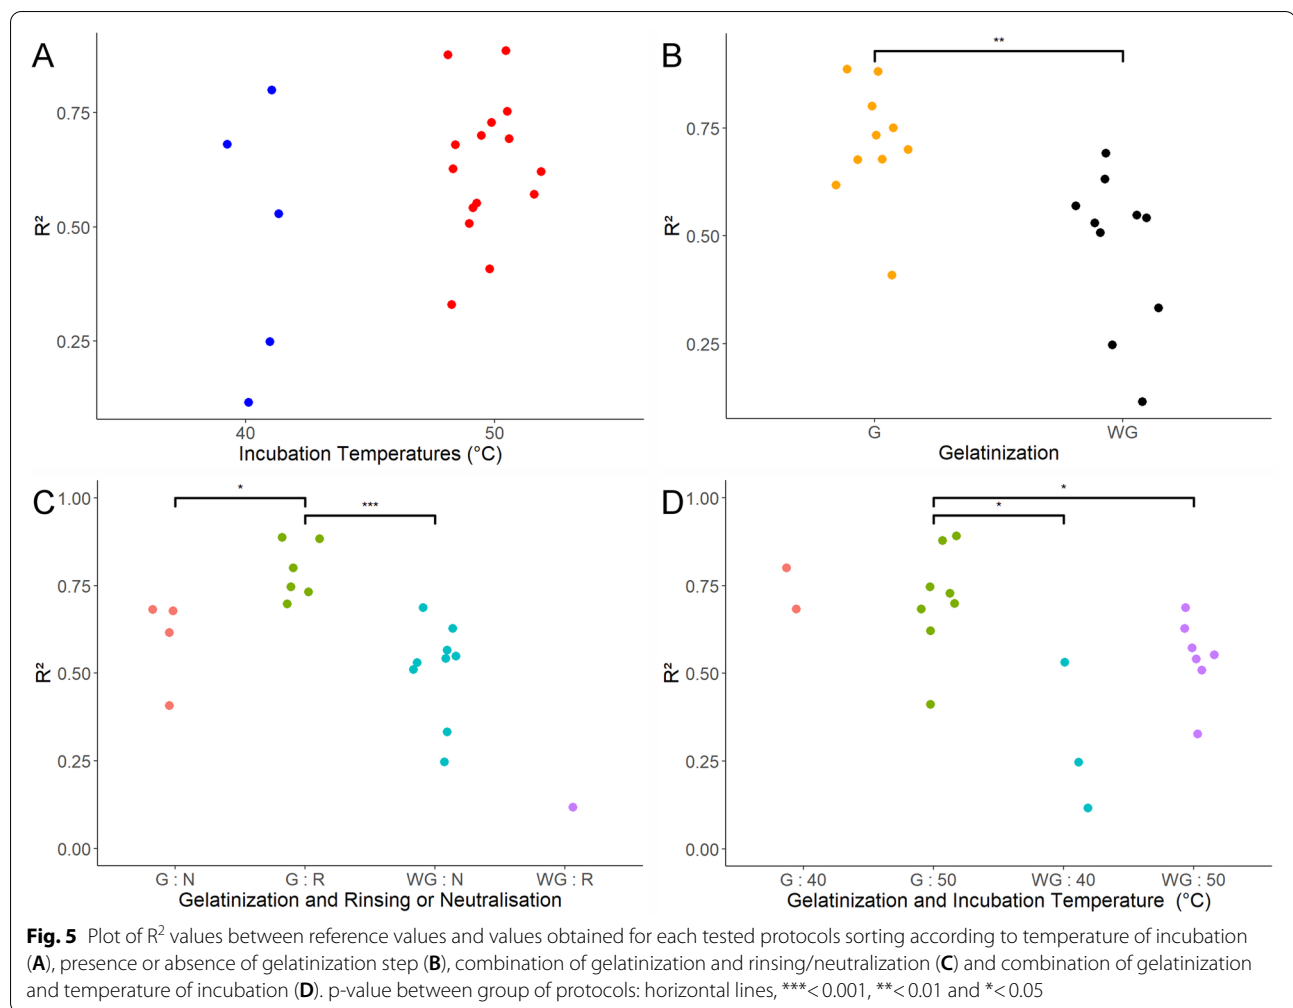 A
R²
0.75
0.50
0.25
40
50
Incubation Temperatures (°C)
B
**
R²
0.75
0.50
0.25
G
WG
Gelatinization
C
*
***
R²
1.00
0.75
0.50
0.25
0.00
G : N
G : R
WG : N
WG : R
Gelatinization and Rinsing or Neutralisation
D
*
*
R²
1.00
0.75
0.50
0.25
0.00
G : 40
G : 50
WG : 40
WG : 50
Gelatinization and Incubation Temperature (°C)
Fig. 5 Plot of R² values between reference values and values obtained for each tested protocols sorting according to temperature of incubation
(A), presence or absence of gelatinization step (B), combination of gelatinization and rinsing/neutralization (C) and combination of gelatinization
and temperature of incubation (D). p-value between group of protocols: horizontal lines, ***< 0.001, **< 0.01 and *< 0.05